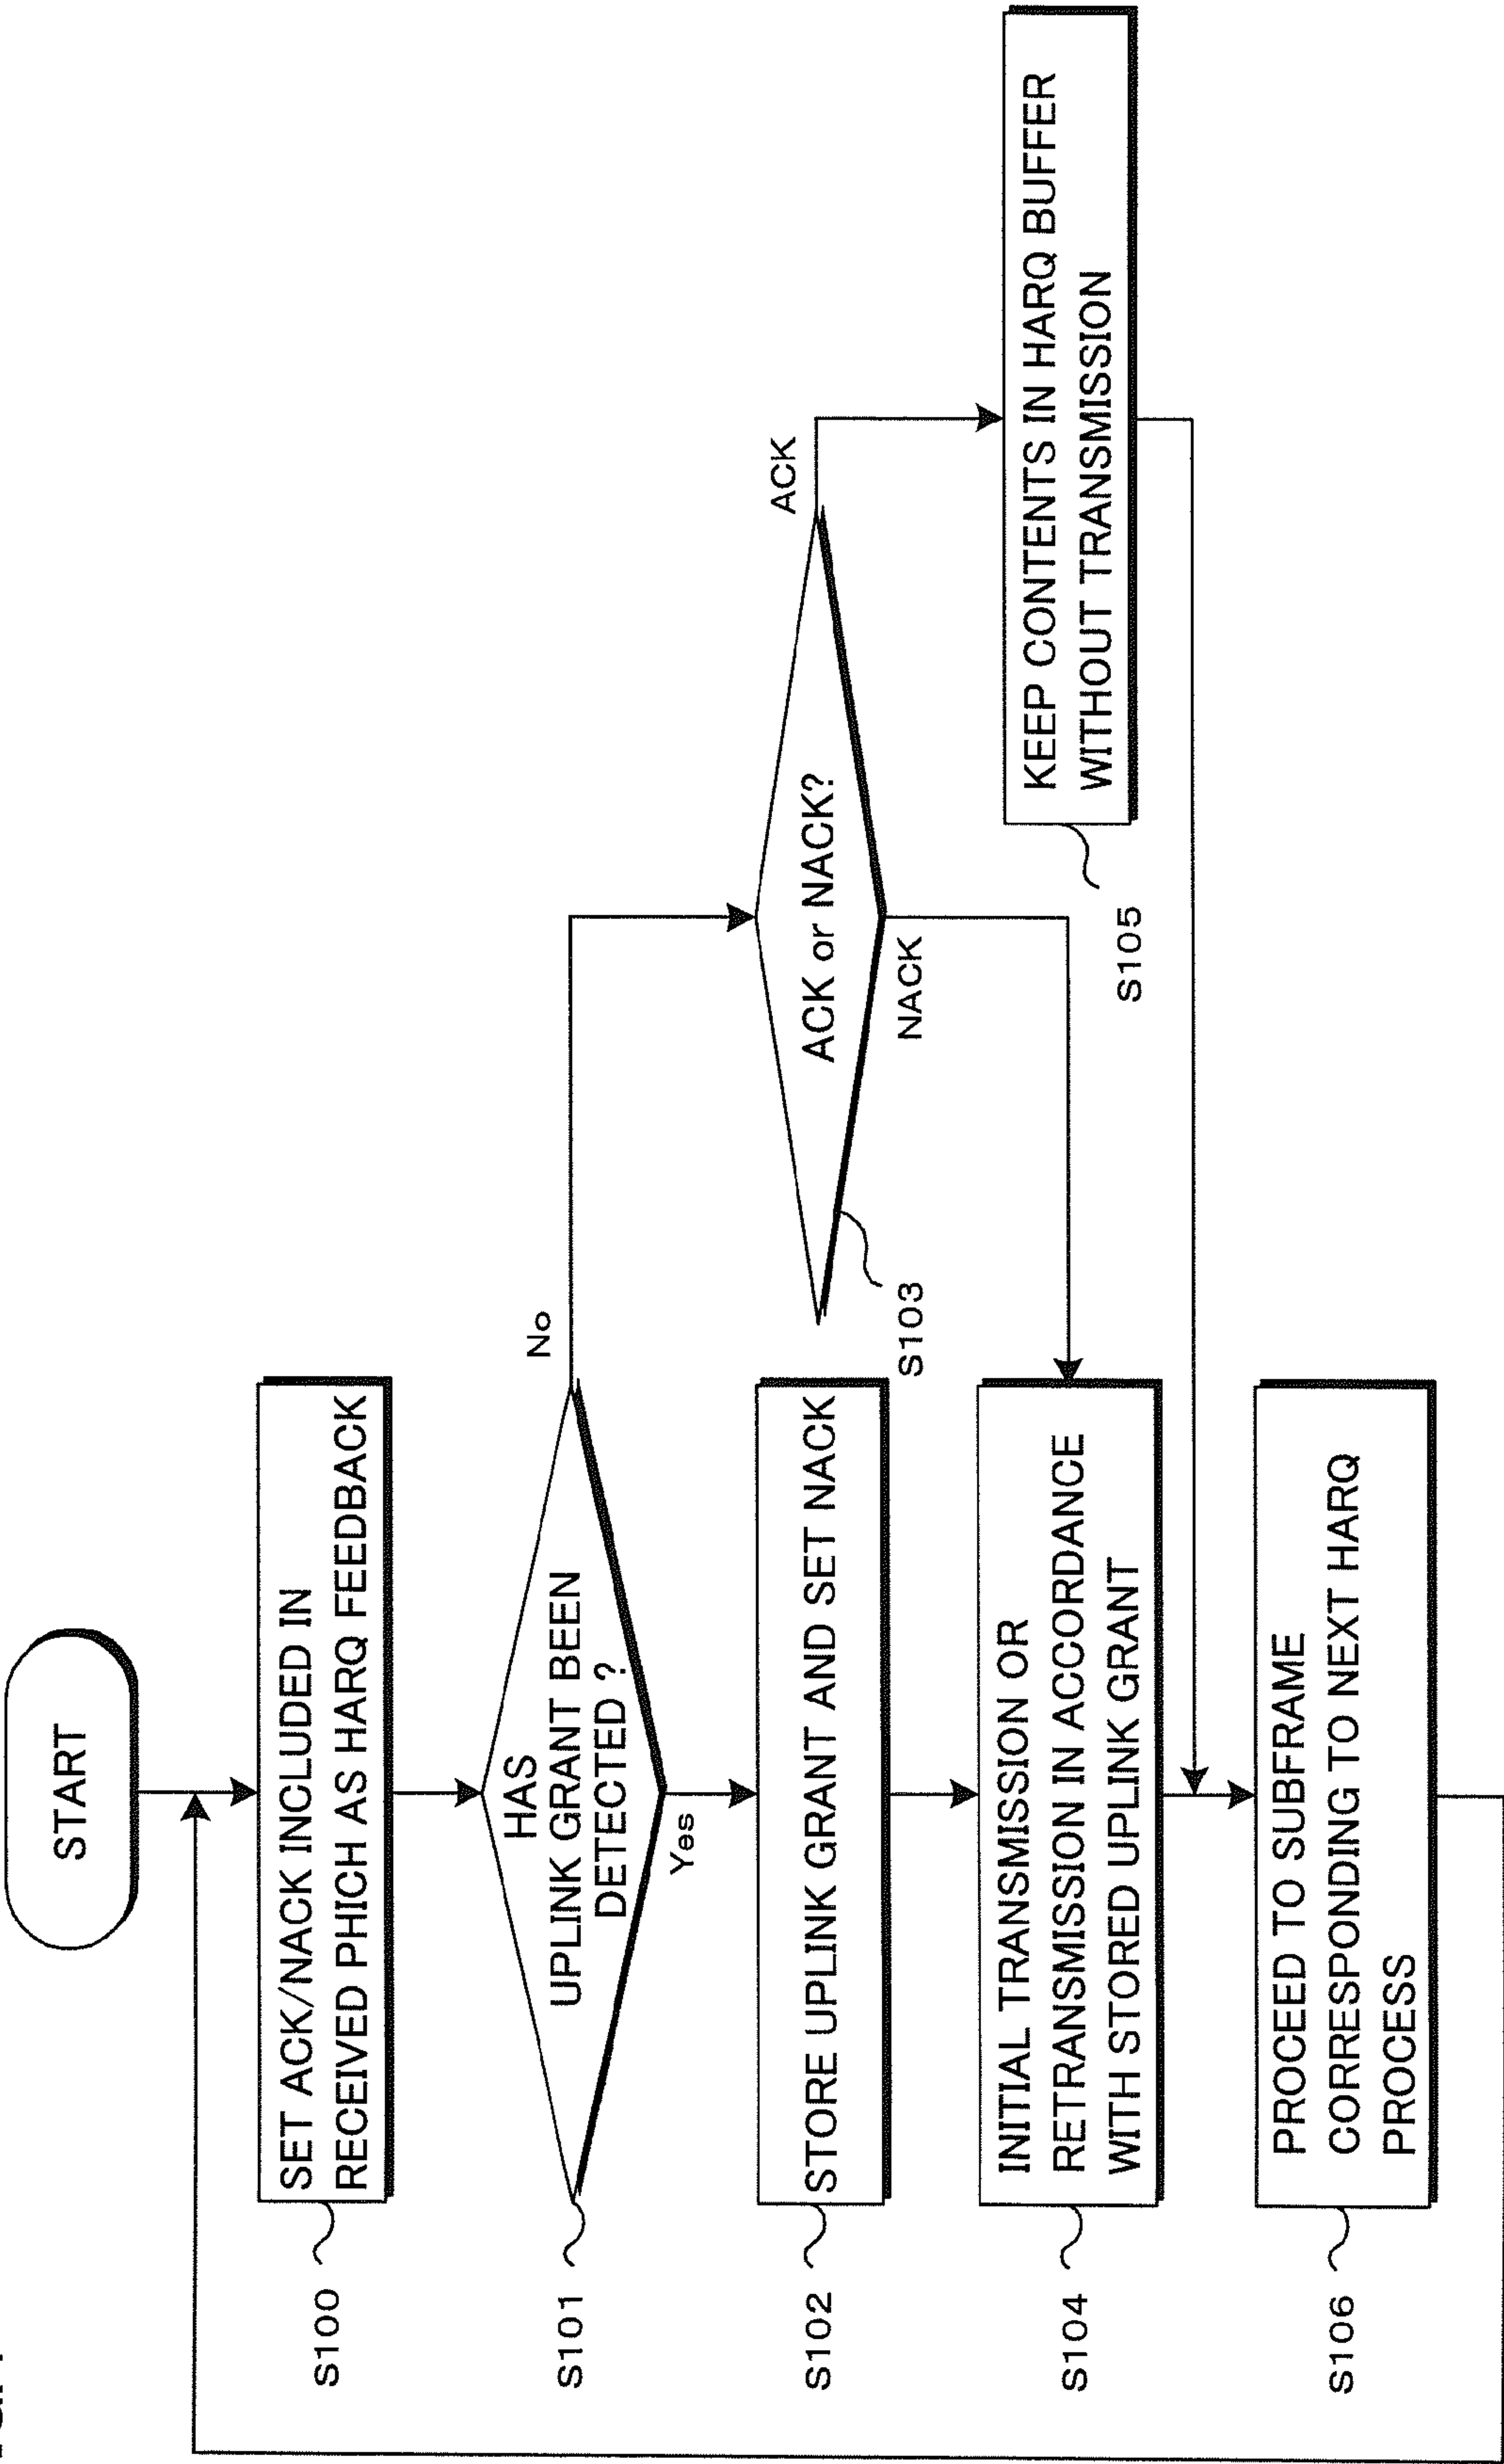 START
SET ACK/NACK INCLUDED IN
RECEIVED PHICH AS HARQ FEEDBACK
S100
HAS
UPLINK GRANT BEEN
DETECTED ?
S101
No
Yes
STORE UPLINK GRANT AND SET NACK
S102
ACK or NACK?
S103
ACK
NACK
INITIAL TRANSMISSION OR
RETRANSMISSION IN ACCORDANCE
WITH STORED UPLINK GRANT
S104
KEEP CONTENTS IN HARQ BUFFER
WITHOUT TRANSMISSION
S105
PROCEED TO SUBFRAME
CORRESPONDING TO NEXT HARQ
PROCESS
S106